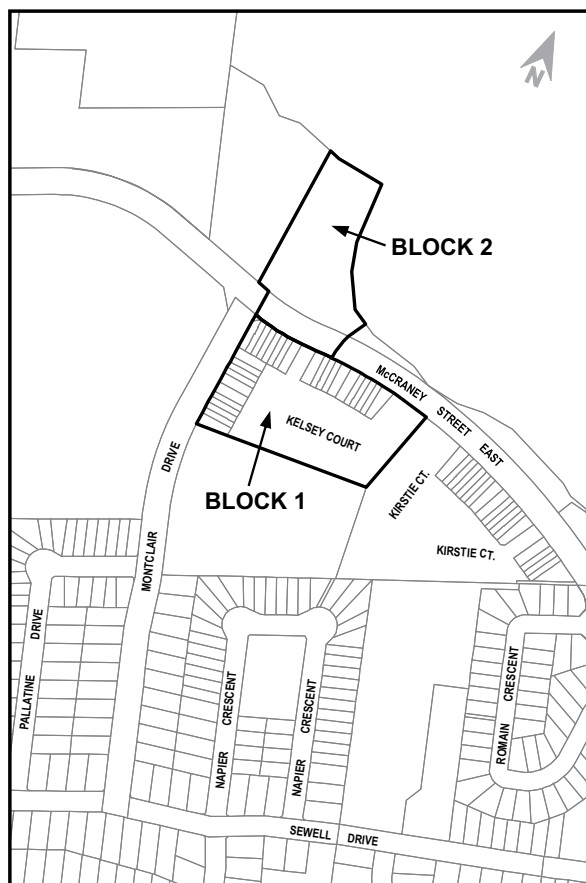 N
BLOCK 2
McCRANEY STREET EAST
KELSEY COURT
BLOCK 1
MONTCLAIR DRIVE
KIRSTIE CT.
KIRSTIE CT.
PALLATINE DRIVE
NAPIER CRESCENT
NAPIER CRESCENT
ROMAIN CRESCENT
SEWELL DRIVE